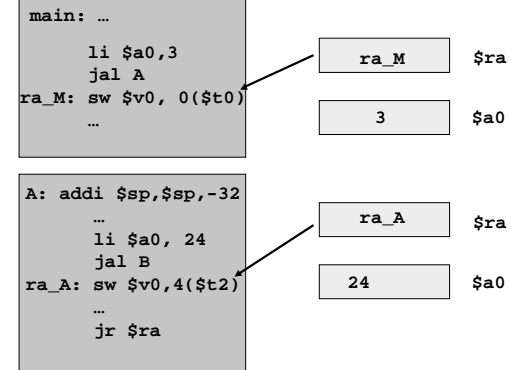 main: …
li $a0,3
jal A
ra_M: sw $v0, 0($t0)
…
ra_M $ra
3 $a0
A: addi $sp,$sp,-32
…
li $a0, 24
jal B
ra_A: sw $v0,4($t2)
…
jr $ra
ra_A $ra
24 $a0